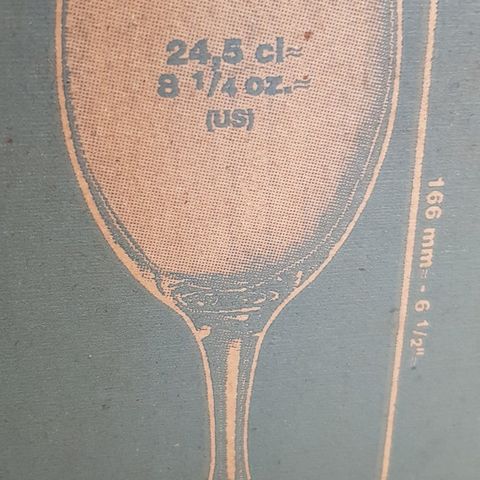 24,5 cl≈
8 1/4 oz.≈
(US)
166 mm≈ - 6 1/2"≈